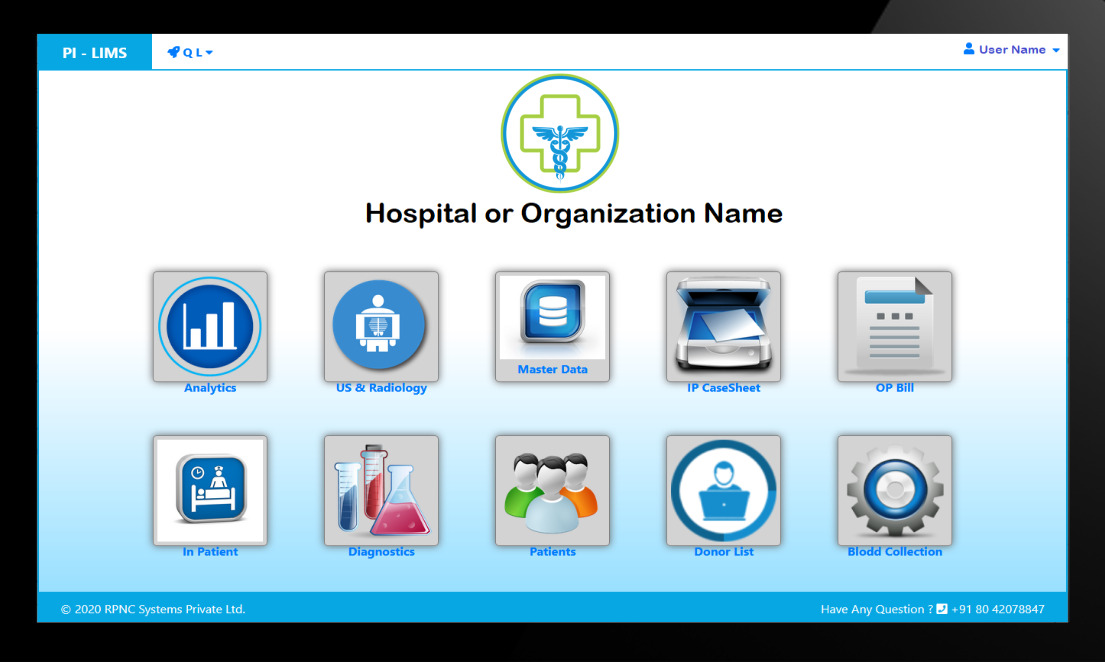 PI - LIMS
Q L
User Name
Hospital or Organization Name
Analytics
US & Radiology
Master Data
IP CaseSheet
OP Bill
In Patient
Diagnostics
Patients
Donor List
Blodd Collection
© 2020 RPNC Systems Private Ltd.
Have Any Question ? +91 80 42078847